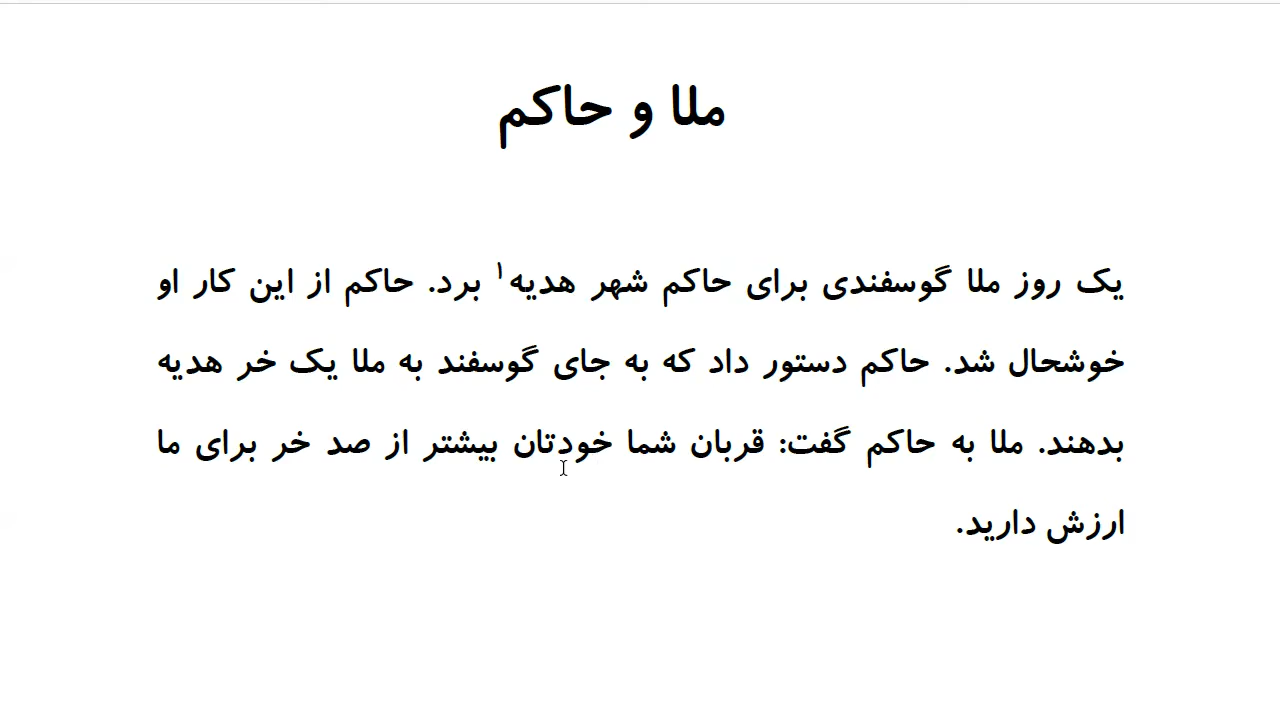 ملا و حاکم
یک روز ملا گوسفندی برای حاکم شهر هدیه۱ برد. حاکم از این کار او
خوشحال شد. حاکم دستور داد که به جای گوسفند به ملا یک خر هدیه
بدهند. ملا به حاکم گفت: قربان شما خودتان بیشتر از صد خر برای ما
ارزش دارید.